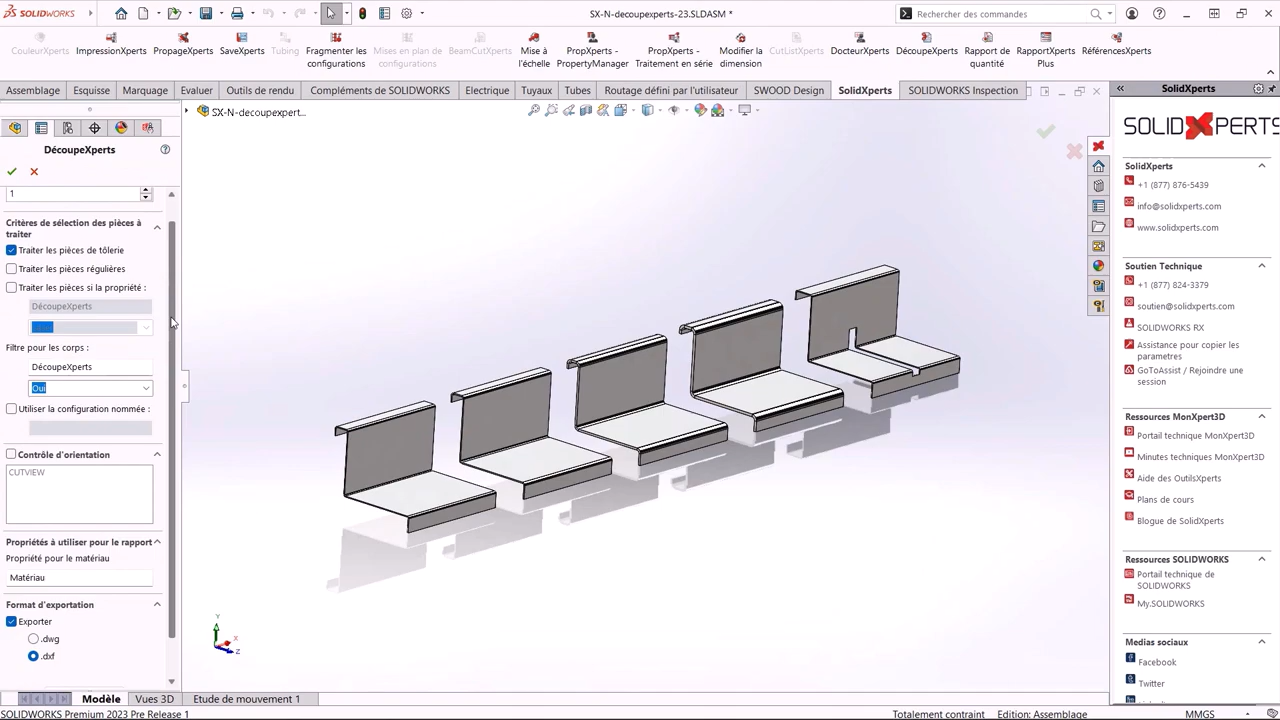 SOLIDWORKS
SX-N-decoupexperts-23.SLDASM *
Rechercher des commandes
CouleurXperts
ImpressionXperts
PropageXperts
SaveXperts
Tubing
Fragmenter les configurations
Mises en plan de configurations
BeamCutXperts
Mise à l'échelle
PropXperts - PropertyManager
PropXperts - Traitement en série
Modifier la dimension
CutListXperts
DocteurXperts
DécoupeXperts
Rapport de quantité
RapportXperts Plus
RéférencesXperts
Assemblage
Esquisse
Marquage
Evaluer
Outils de rendu
Compléments de SOLIDWORKS
Electrique
Tuyaux
Tubes
Routage défini par l'utilisateur
SWOOD Design
SolidXperts
SOLIDWORKS Inspection
SolidXperts
SX-N-decoupexpert...
DécoupeXperts
1
Critères de sélection des pièces à
traiter
Traiter les pièces de tôlerie
Traiter les pièces régulières
Traiter les pièces si la propriété :
DécoupeXperts
Filtre pour les corps :
DécoupeXperts
Oui
Utiliser la configuration nommée :
Contrôle d'orientation
CUTVIEW
Propriétés à utiliser pour le rapport
Propriété pour le matériau
Matériau
Format d'exportation
Exporter
.dwg
.dxf
Y
X
Z
SOLIDXPERTS
SolidXperts
+1 (877) 876-5439
info@solidxperts.com
www.solidxperts.com
Soutien Technique
+1 (877) 824-3379
soutien@solidxperts.com
SOLIDWORKS RX
Assistance pour copier les
parametres
GoToAssist / Rejoindre une
session
Ressources MonXpert3D
Portail technique MonXpert3D
Minutes techniques MonXpert3D
Aide des OutilsXperts
Plans de cours
Blogue de SolidXperts
Ressources SOLIDWORKS
Portail technique de
SOLIDWORKS
My.SOLIDWORKS
Medias sociaux
Facebook
Twitter
Modèle
Vues 3D
Etude de mouvement 1
SOLIDWORKS Premium 2023 Pre Release 1
Totalement contraint
Edition: Assemblage
MMGS